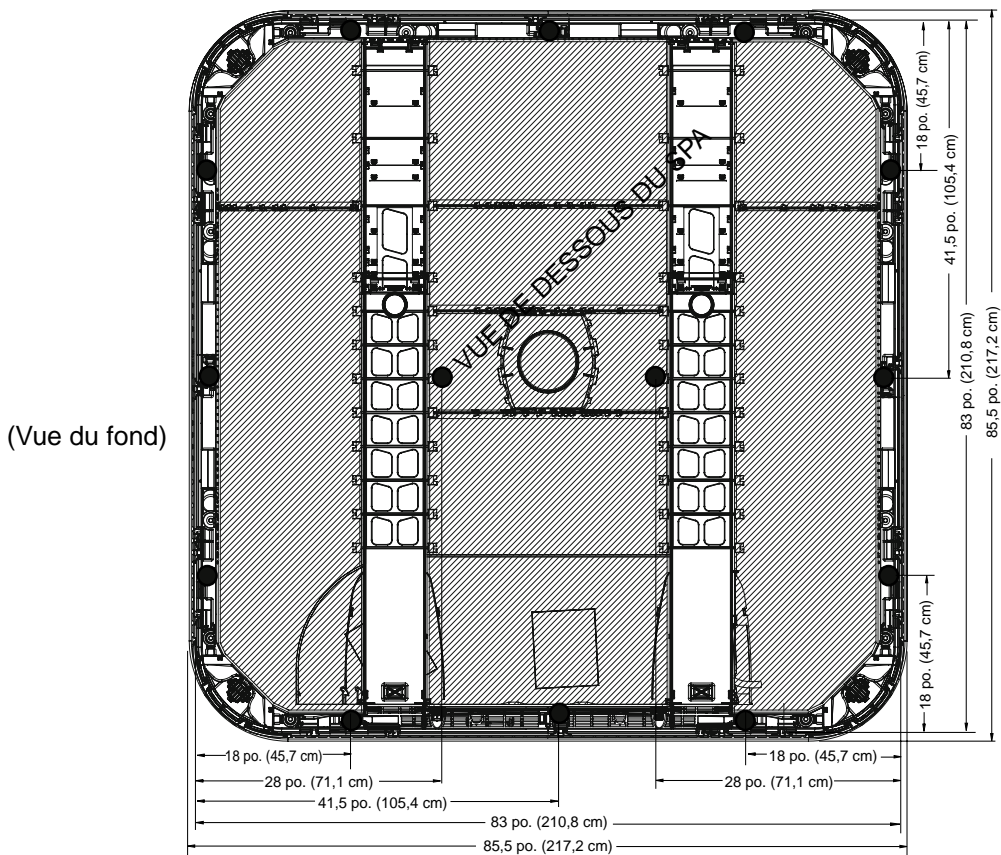 18 po. (45,7 cm)
41,5 po. (105,4 cm)
83 po. (210,8 cm)
85,5 po. (217,2 cm)
VUE DE DESSOUS DU SPA
(Vue du fond)
18 po. (45,7 cm)
18 po. (45,7 cm)
18 po. (45,7 cm)
28 po. (71,1 cm)
28 po. (71,1 cm)
41,5 po. (105,4 cm)
83 po. (210,8 cm)
85,5 po. (217,2 cm)